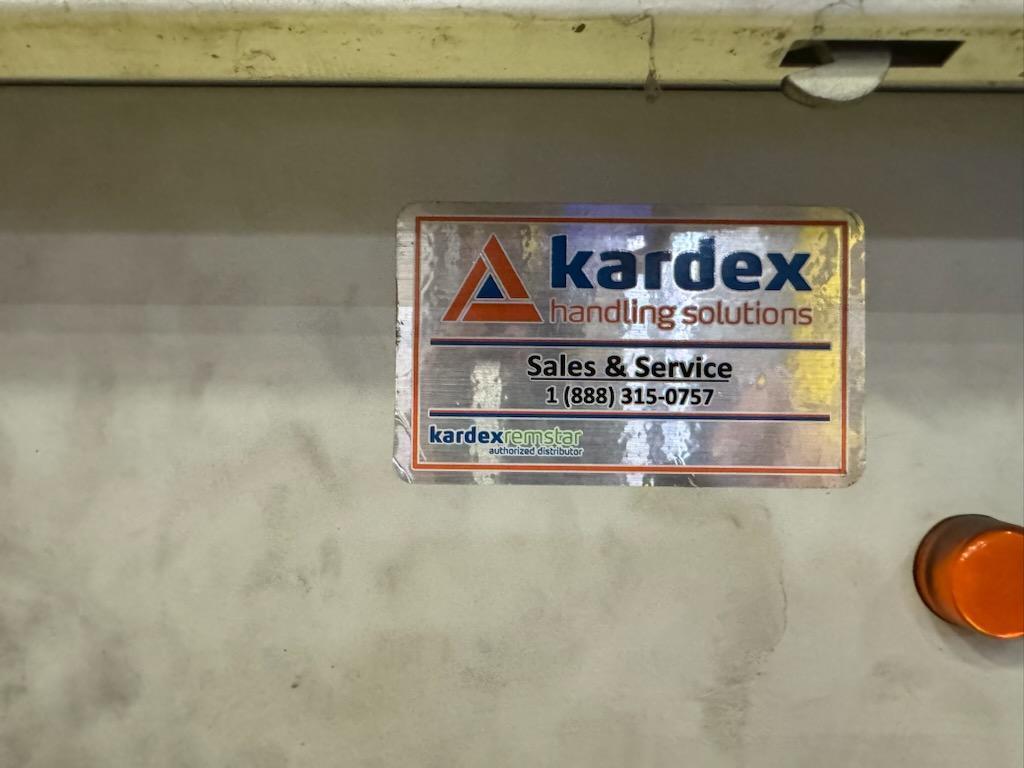 kardex
handling solutions
Sales & Service
1 (888) 315-0757
kardexremstar
authorized distributor